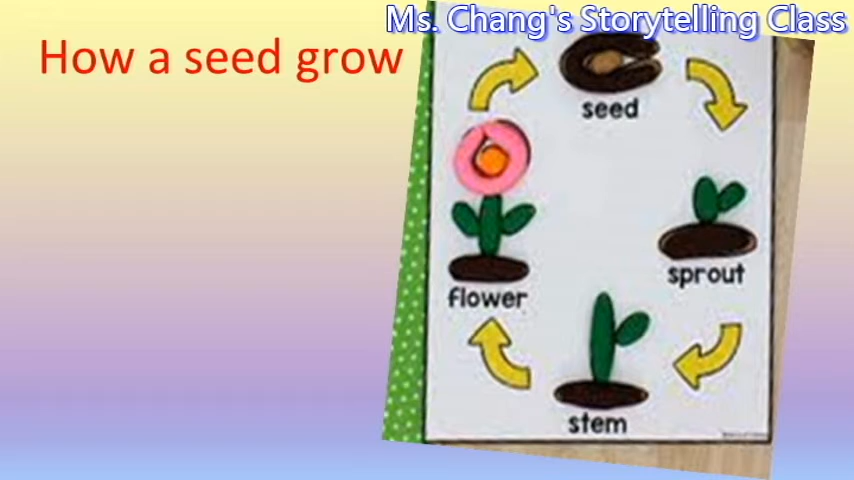 Ms. Chang's Storytelling Class
How a seed grow
seed
sprout
flower
stem